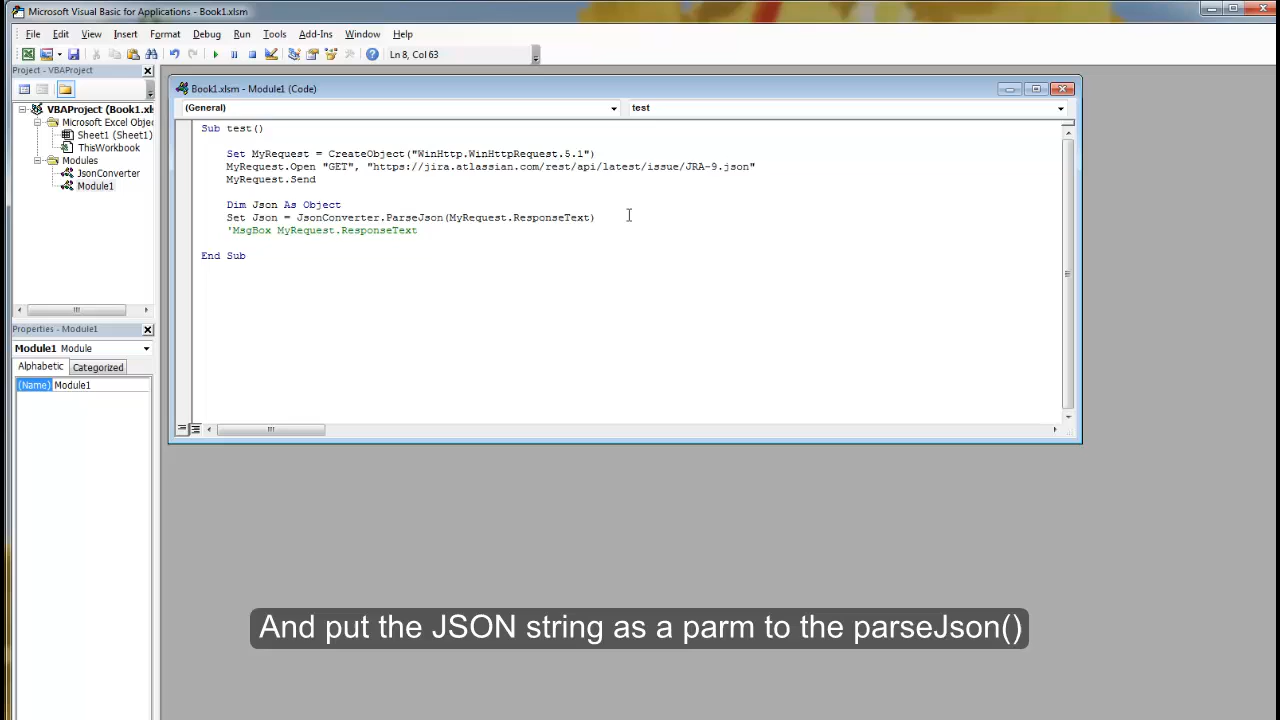 Microsoft Visual Basic for Applications - Book1.xlsm
File Edit View Insert Format Debug Run Tools Add-Ins Window Help
Ln 8, Col 63
Project - VBAProject
VBAProject (Book1.xl
Microsoft Excel Obje
Sheet1 (Sheet1)
ThisWorkbook
Modules
JsonConverter
Module1
Properties - Module1
Module1 Module
Alphabetic Categorized
(Name) Module1
Book1.xlsm - Module1 (Code)
(General) test
Sub test()
Set MyRequest = CreateObject("WinHttp.WinHttpRequest.5.1")
MyRequest.Open "GET", "https://jira.atlassian.com/rest/api/latest/issue/JRA-9.json"
MyRequest.Send
Dim Json As Object
Set Json = JsonConverter.ParseJson(MyRequest.ResponseText)
'MsgBox MyRequest.ResponseText
End Sub
And put the JSON string as a parm to the parseJson()